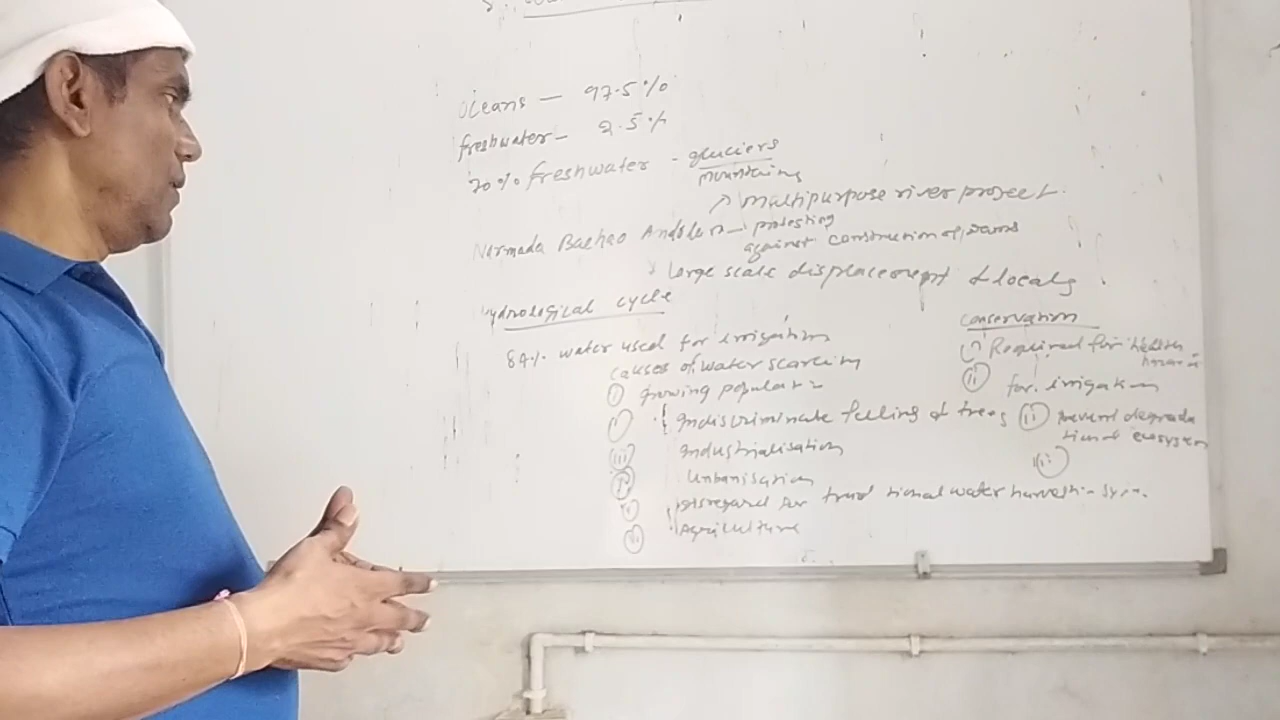 Oceans — 97.5%
freshwater — 2.5%
70% freshwater - glaciers
mountains
↗ multipurpose river project.
Narmada Bachao Andolan — protesting
against construction of dams
large scale displacement of locals
hydrological cycle
84% water used for irrigation
causes of water scarcity
(i) growing population
(ii) Indiscriminate felling of trees
(iii) Industrialisation
(iv) Urbanisation
(v) Disregard for traditional water harvesting sys.
(vi) Agriculture
Conservation
(i) Required for health
(ii) for irrigation
(ii) prevent degrada
tion of ecosystem